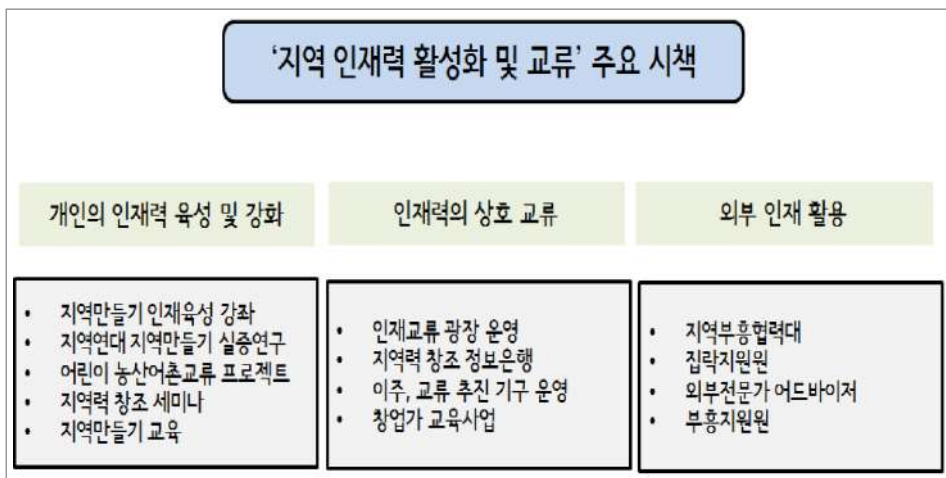 ‘지역 인재력 활성화 및 교류’ 주요 시책
개인의 인재력 육성 및 강화
• 지역만들기 인재육성 강좌
• 지역연대 지역만들기 실증연구
• 어린이 농산어촌교류 프로젝트
• 지역력 창조 세미나
• 지역만들기 교육
인재력의 상호 교류
• 인재교류 광장 운영
• 지역력 창조 정보은행
• 이주, 교류 추진 기구 운영
• 창업가 교육사업
외부 인재 활용
• 지역부흥협력대
• 집락지원원
• 외부전문가 어드바이저
• 부흥지원원